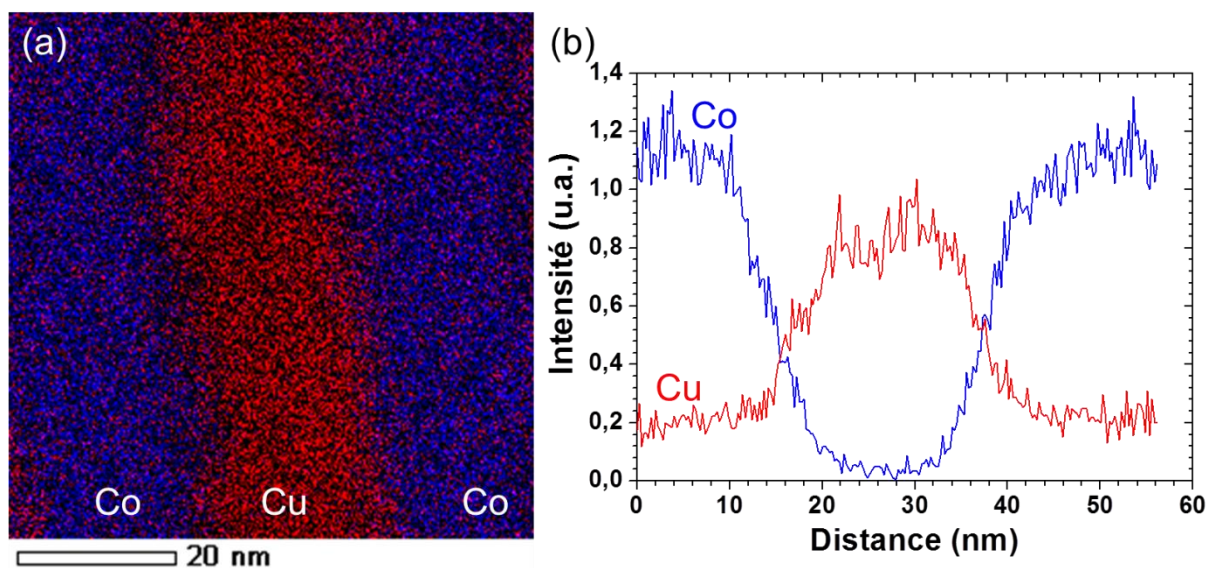 (a)
Co Cu Co
20 nm
(b)
Intensité (u.a.)
1,4
1,2
1,0
0,8
0,6
0,4
0,2
0,0
Co
Cu
0 10 20 30 40 50 60
Distance (nm)